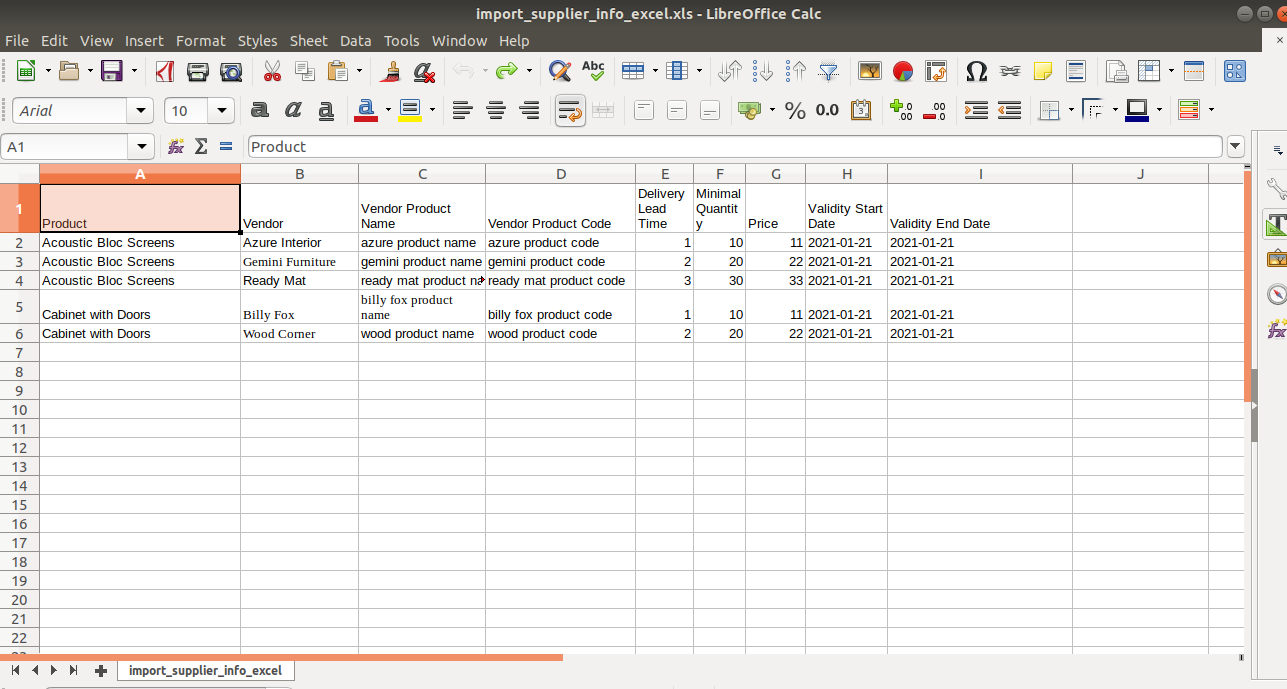 import_supplier_info_excel.xls - LibreOffice Calc
File Edit View Insert Format Styles Sheet Data Tools Window Help
Arial 10
A1 Product
A B C D E F G H I J
1 Product Vendor Vendor Product Name Vendor Product Code Delivery Lead Time Minimal Quantity Price Validity Start Date Validity End Date
2 Acoustic Bloc Screens Azure Interior azure product name azure product code 1 10 11 2021-01-21 2021-01-21
3 Acoustic Bloc Screens Gemini Furniture gemini product name gemini product code 2 20 22 2021-01-21 2021-01-21
4 Acoustic Bloc Screens Ready Mat ready mat product na ready mat product code 3 30 33 2021-01-21 2021-01-21
5 Cabinet with Doors Billy Fox billy fox product name billy fox product code 1 10 11 2021-01-21 2021-01-21
6 Cabinet with Doors Wood Corner wood product name wood product code 2 20 22 2021-01-21 2021-01-21
7
8
9
10
11
12
13
14
15
16
17
18
19
20
21
22
import_supplier_info_excel